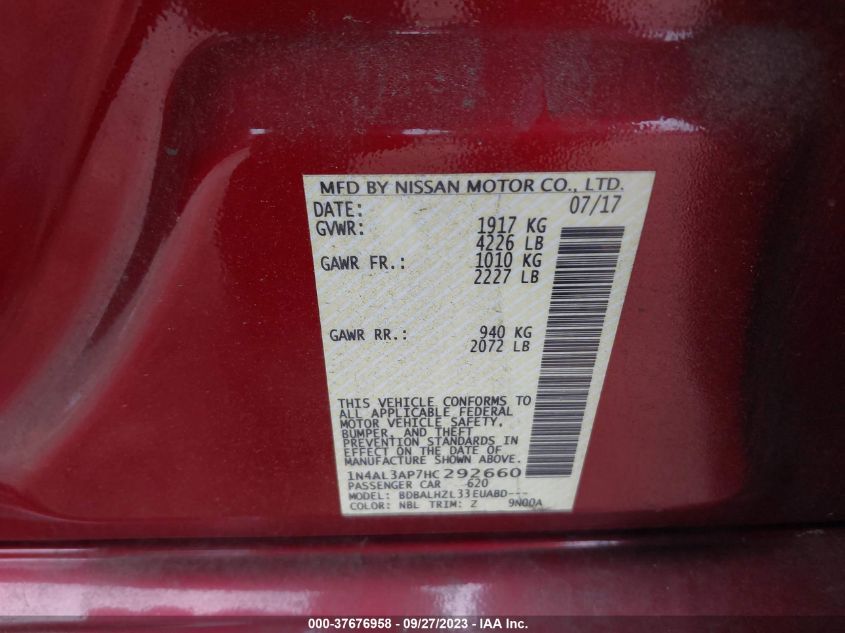 MFD BY NISSAN MOTOR CO., LTD.
DATE: 07/17
GVWR: 1917 KG
4226 LB
GAWR FR.: 1010 KG
2227 LB
GAWR RR.: 940 KG
2072 LB
THIS VEHICLE CONFORMS TO
ALL APPLICABLE FEDERAL
MOTOR VEHICLE SAFETY,
BUMPER, AND THEFT
PREVENTION STANDARDS IN
EFFECT ON THE DATE OF
MANUFACTURE SHOWN ABOVE.
1N4AL3AP7HC292660
PASSENGER CAR 620
MODEL: BDBALHZL33EUABD---
COLOR: NBL TRIM: Z 9N00A
000-37676958 - 09/27/2023 - IAA Inc.